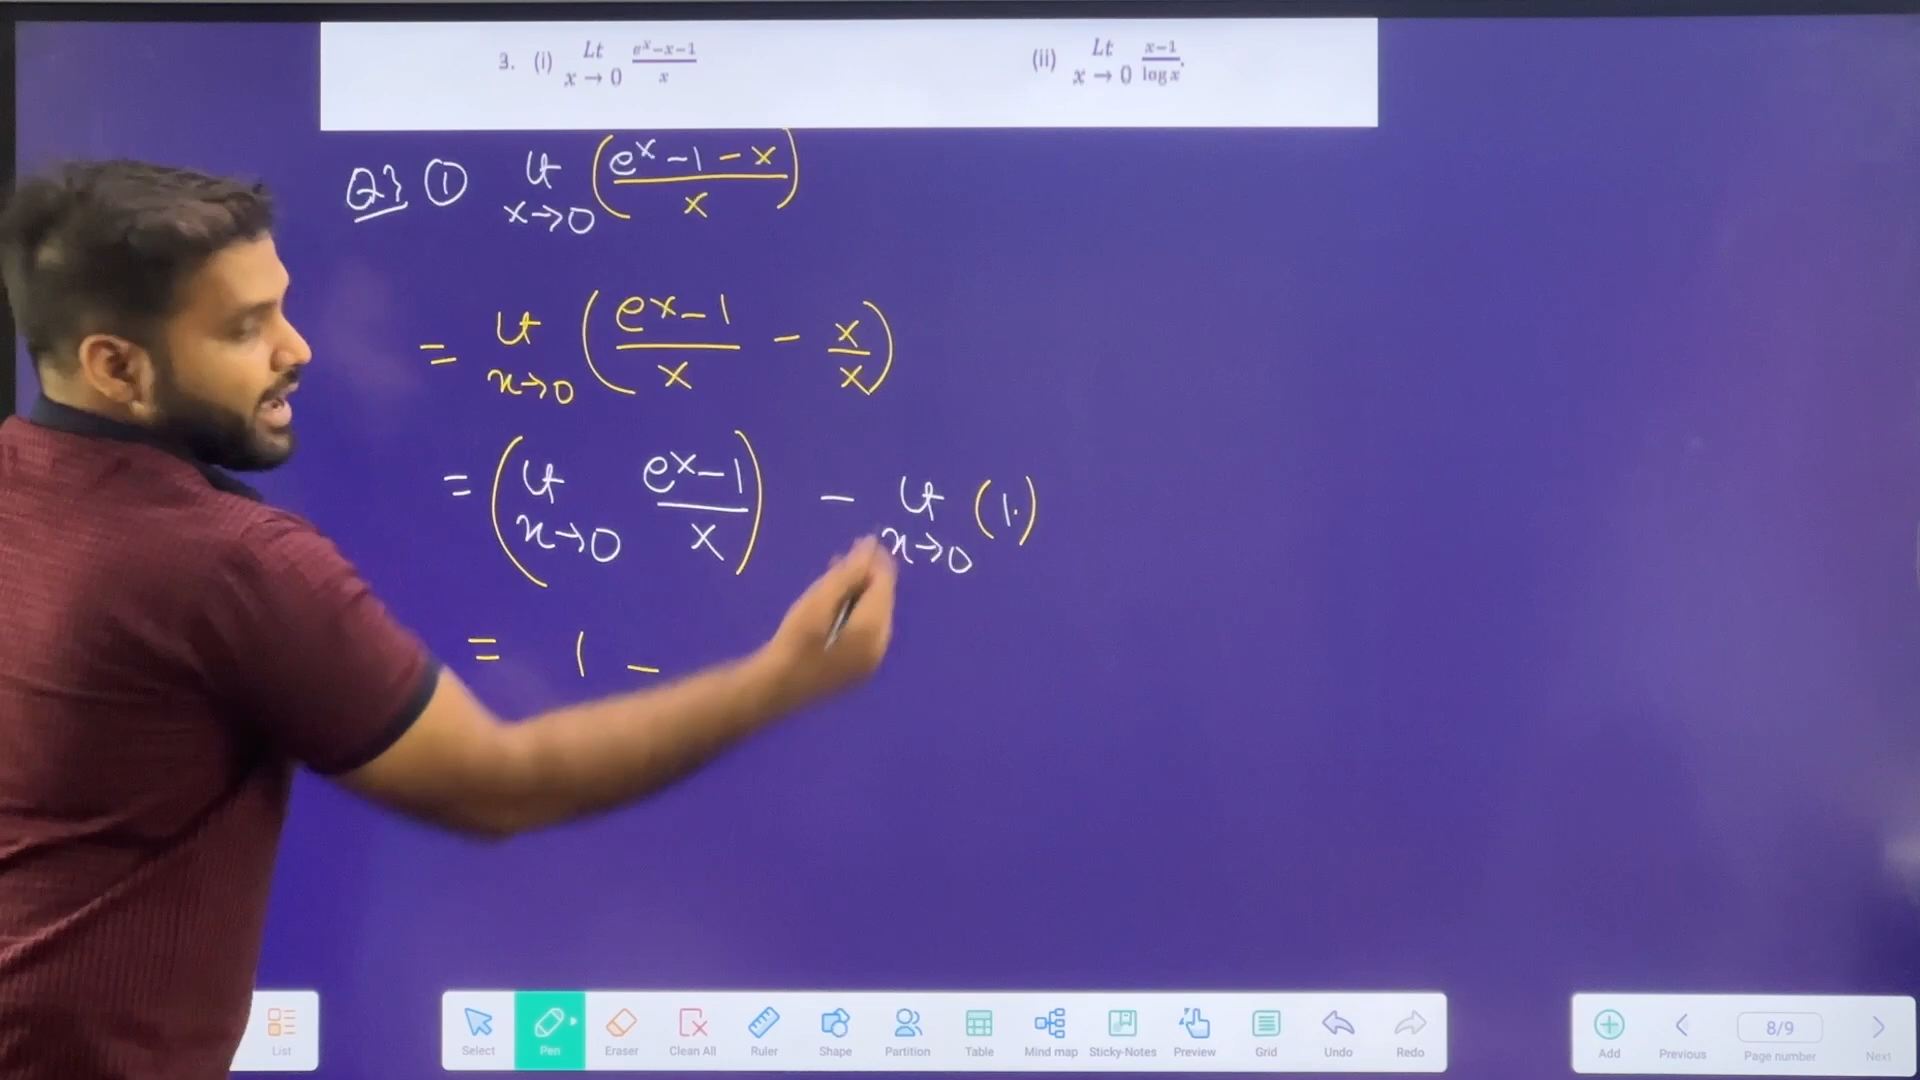 3. (i) Lt x → 0 (e^x−x−1)/x (ii) Lt x → 0 (x−1)/(log x).
Q3 ① Lt x→0 ((e^x −1 − x)/x)
= Lt x→0 ((e^x −1)/x − x/x)
= (Lt x→0 (e^x −1)/x) − Lt x→0 (1.)
= 1 −
List Select Pen Eraser Clean All Ruler Shape Partition Table Mind map Sticky-Notes Preview Grid Undo Redo Add Previous 8/9 Page number Next